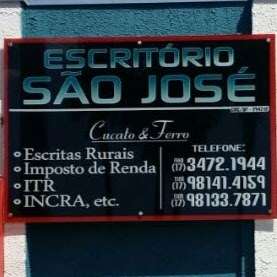 ESCRITÓRIO
SÃO JOSÉ
Cucato & Ferro
TELEFONE:
• Escritas Rurais
• Imposto de Renda
• ITR
• INCRA, etc.
(17) 3472.1944
(17) 98141.4159
(17) 98133.7871